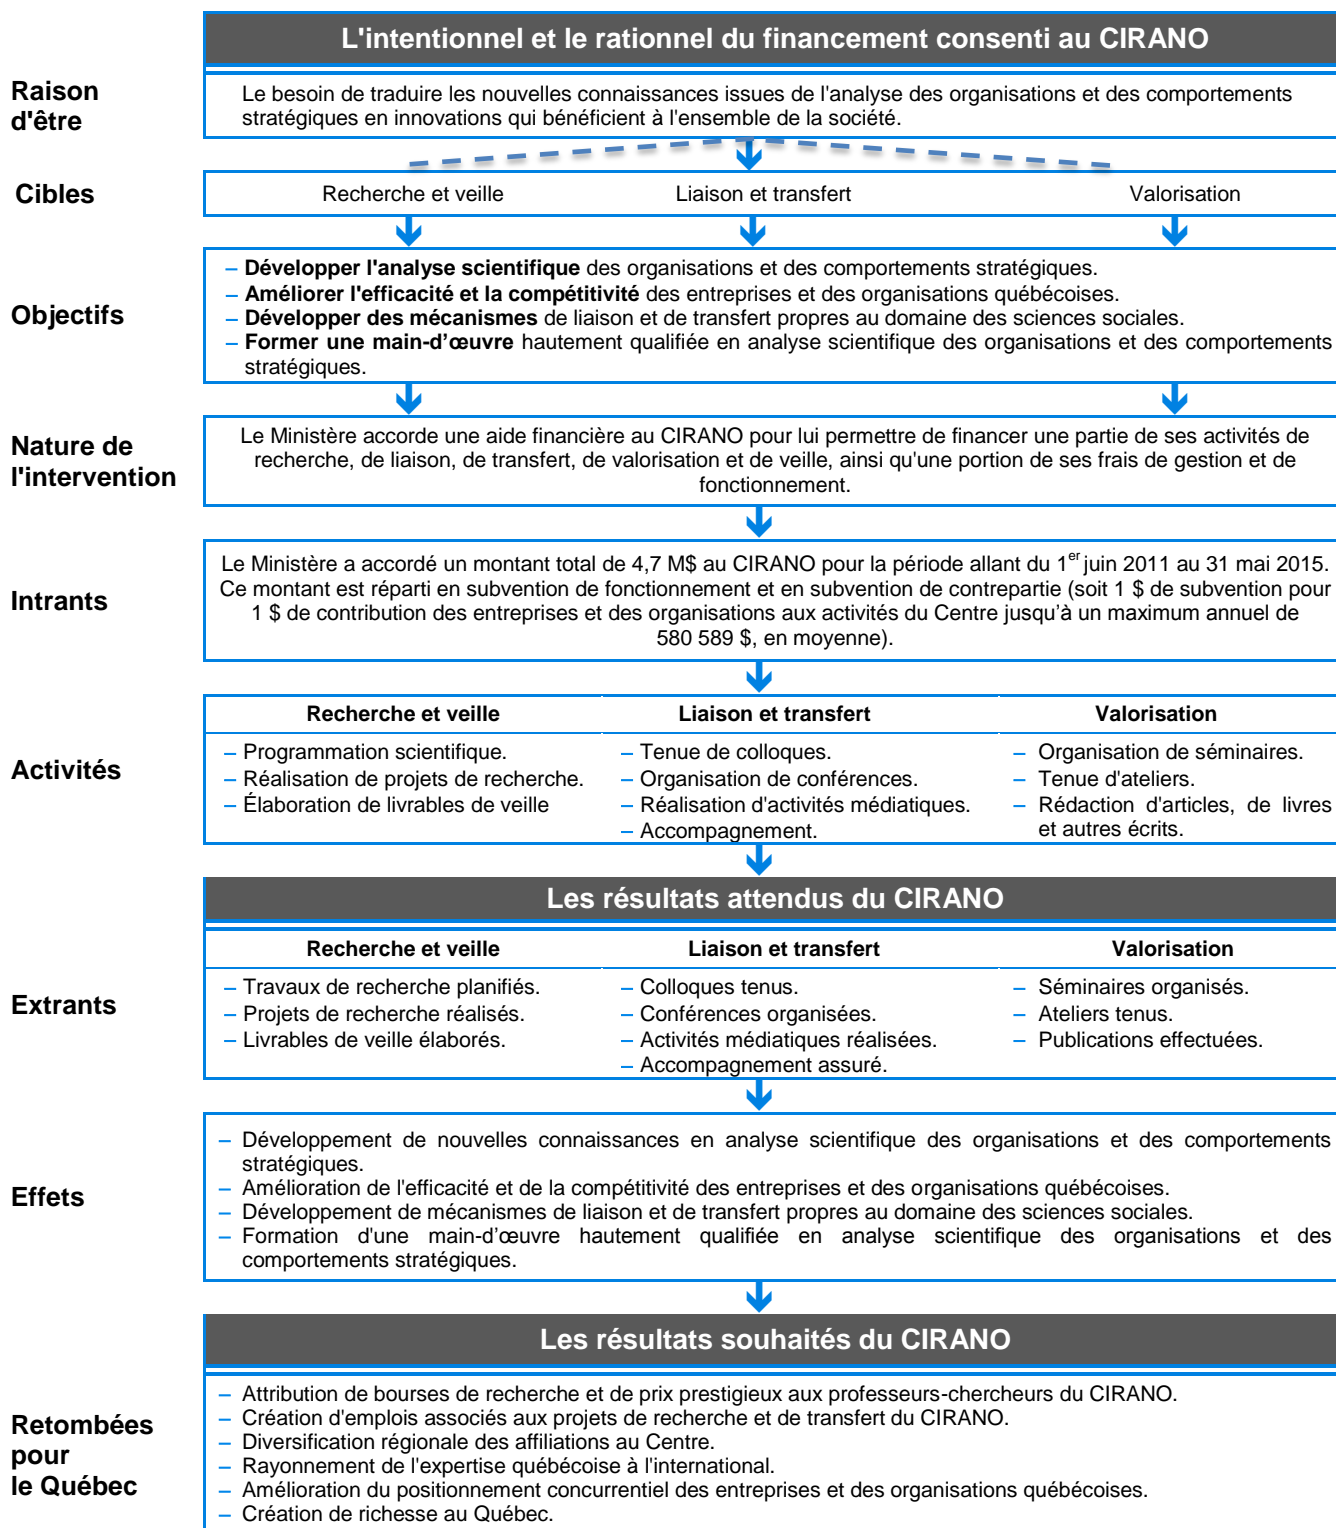 L'intentionnel et le rationnel du financement consenti au CIRANO
Raison
d'être
Le besoin de traduire les nouvelles connaissances issues de l'analyse des organisations et des comportements
stratégiques en innovations qui bénéficient à l'ensemble de la société.
Cibles
Recherche et veille
Liaison et transfert
Valorisation
Objectifs
– Développer l'analyse scientifique des organisations et des comportements stratégiques.
– Améliorer l'efficacité et la compétitivité des entreprises et des organisations québécoises.
– Développer des mécanismes de liaison et de transfert propres au domaine des sciences sociales.
– Former une main-d’œuvre hautement qualifiée en analyse scientifique des organisations et des comportements
stratégiques.
Nature de
l'intervention
Le Ministère accorde une aide financière au CIRANO pour lui permettre de financer une partie de ses activités de
recherche, de liaison, de transfert, de valorisation et de veille, ainsi qu'une portion de ses frais de gestion et de
fonctionnement.
Intrants
Le Ministère a accordé un montant total de 4,7 M$ au CIRANO pour la période allant du 1er juin 2011 au 31 mai 2015.
Ce montant est réparti en subvention de fonctionnement et en subvention de contrepartie (soit 1 $ de subvention pour
1 $ de contribution des entreprises et des organisations aux activités du Centre jusqu’à un maximum annuel de
580 589 $, en moyenne).
Activités
Recherche et veille
– Programmation scientifique.
– Réalisation de projets de recherche.
– Élaboration de livrables de veille
Liaison et transfert
– Tenue de colloques.
– Organisation de conférences.
– Réalisation d'activités médiatiques.
– Accompagnement.
Valorisation
– Organisation de séminaires.
– Tenue d'ateliers.
– Rédaction d'articles, de livres
et autres écrits.
Les résultats attendus du CIRANO
Extrants
Recherche et veille
– Travaux de recherche planifiés.
– Projets de recherche réalisés.
– Livrables de veille élaborés.
Liaison et transfert
– Colloques tenus.
– Conférences organisées.
– Activités médiatiques réalisées.
– Accompagnement assuré.
Valorisation
– Séminaires organisés.
– Ateliers tenus.
– Publications effectuées.
Effets
– Développement de nouvelles connaissances en analyse scientifique des organisations et des comportements
stratégiques.
– Amélioration de l'efficacité et de la compétitivité des entreprises et des organisations québécoises.
– Développement de mécanismes de liaison et de transfert propres au domaine des sciences sociales.
– Formation d'une main-d’œuvre hautement qualifiée en analyse scientifique des organisations et des
comportements stratégiques.
Les résultats souhaités du CIRANO
Retombées
pour
le Québec
– Attribution de bourses de recherche et de prix prestigieux aux professeurs-chercheurs du CIRANO.
– Création d'emplois associés aux projets de recherche et de transfert du CIRANO.
– Diversification régionale des affiliations au Centre.
– Rayonnement de l'expertise québécoise à l'international.
– Amélioration du positionnement concurrentiel des entreprises et des organisations québécoises.
– Création de richesse au Québec.